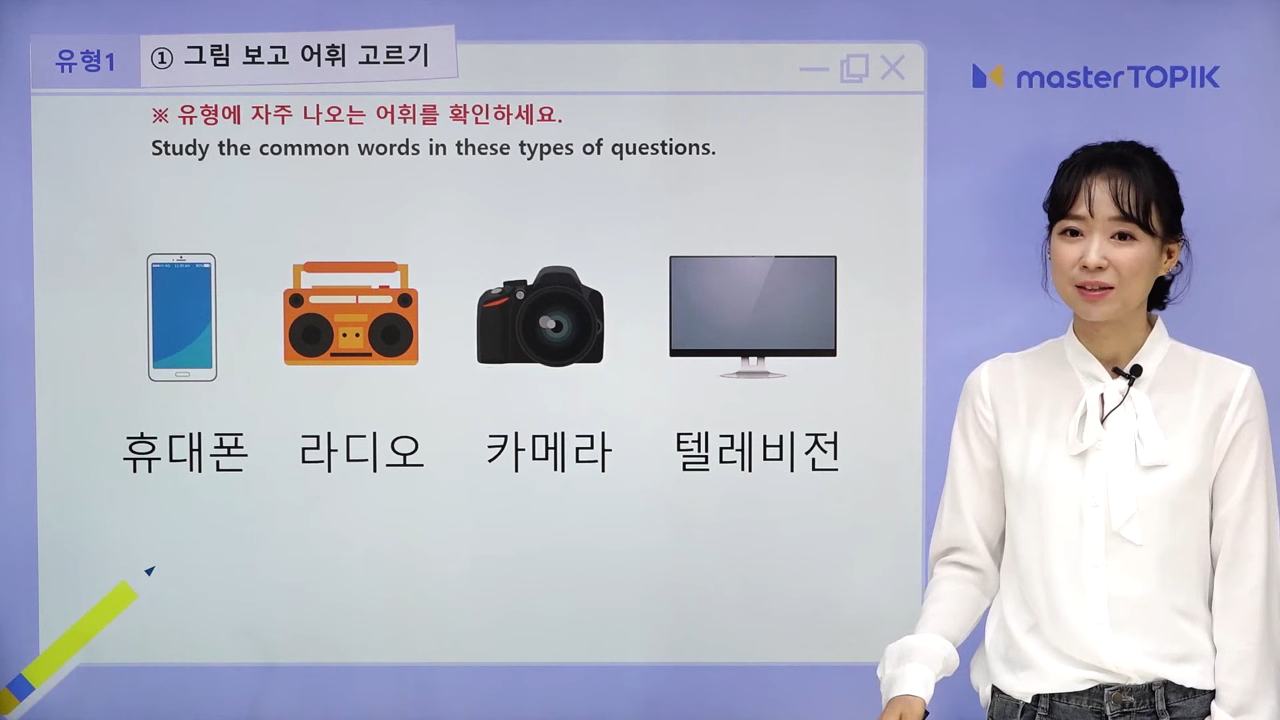 유형1 ① 그림 보고 어휘 고르기
masterTOPIK
※ 유형에 자주 나오는 어휘를 확인하세요.
Study the common words in these types of questions.
휴대폰 라디오 카메라 텔레비전